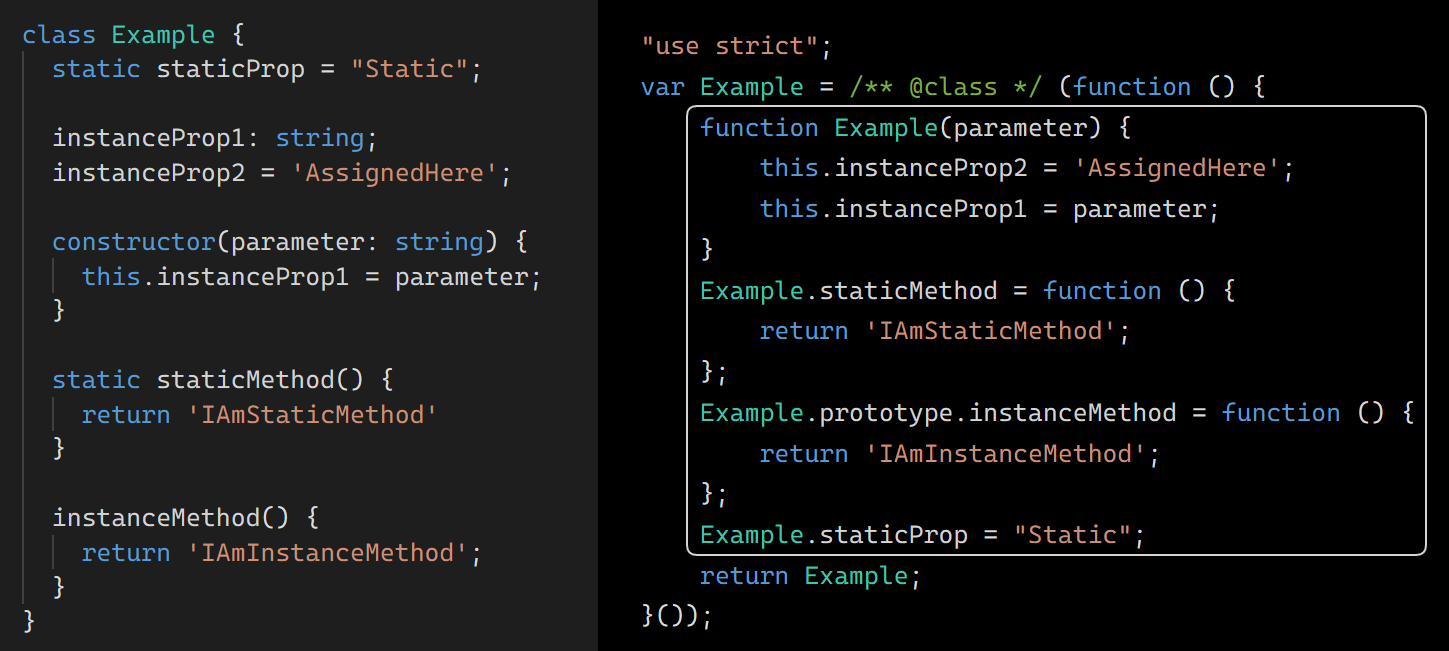 class Example {
  static staticProp = "Static";

  instanceProp1: string;
  instanceProp2 = 'AssignedHere';

  constructor(parameter: string) {
    this.instanceProp1 = parameter;
  }

  static staticMethod() {
    return 'IAmStaticMethod'
  }

  instanceMethod() {
    return 'IAmInstanceMethod';
  }
}
"use strict";
var Example = /** @class */ (function () {
    function Example(parameter) {
        this.instanceProp2 = 'AssignedHere';
        this.instanceProp1 = parameter;
    }
    Example.staticMethod = function () {
        return 'IAmStaticMethod';
    };
    Example.prototype.instanceMethod = function () {
        return 'IAmInstanceMethod';
    };
    Example.staticProp = "Static";
    return Example;
}());